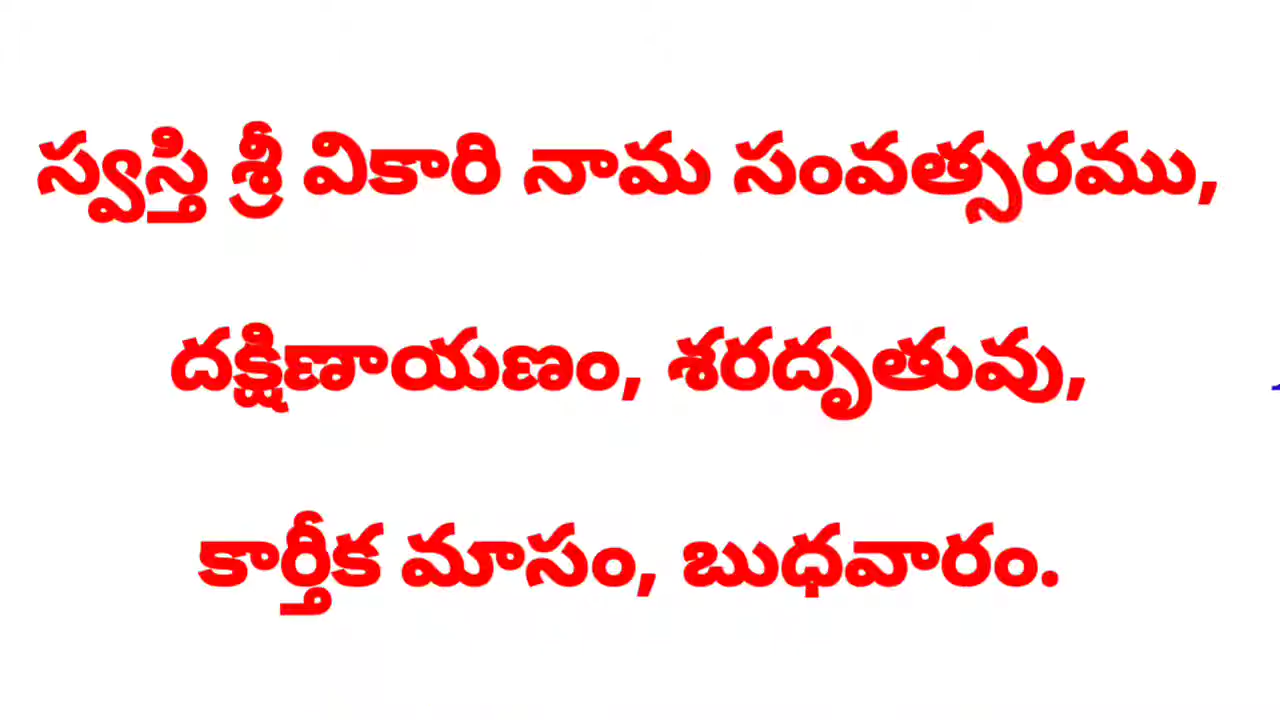 స్వస్తి శ్రీ వికారి నామ సంవత్సరము,
దక్షిణాయణం, శరదృతువు,
కార్తీక మాసం, బుధవారం.